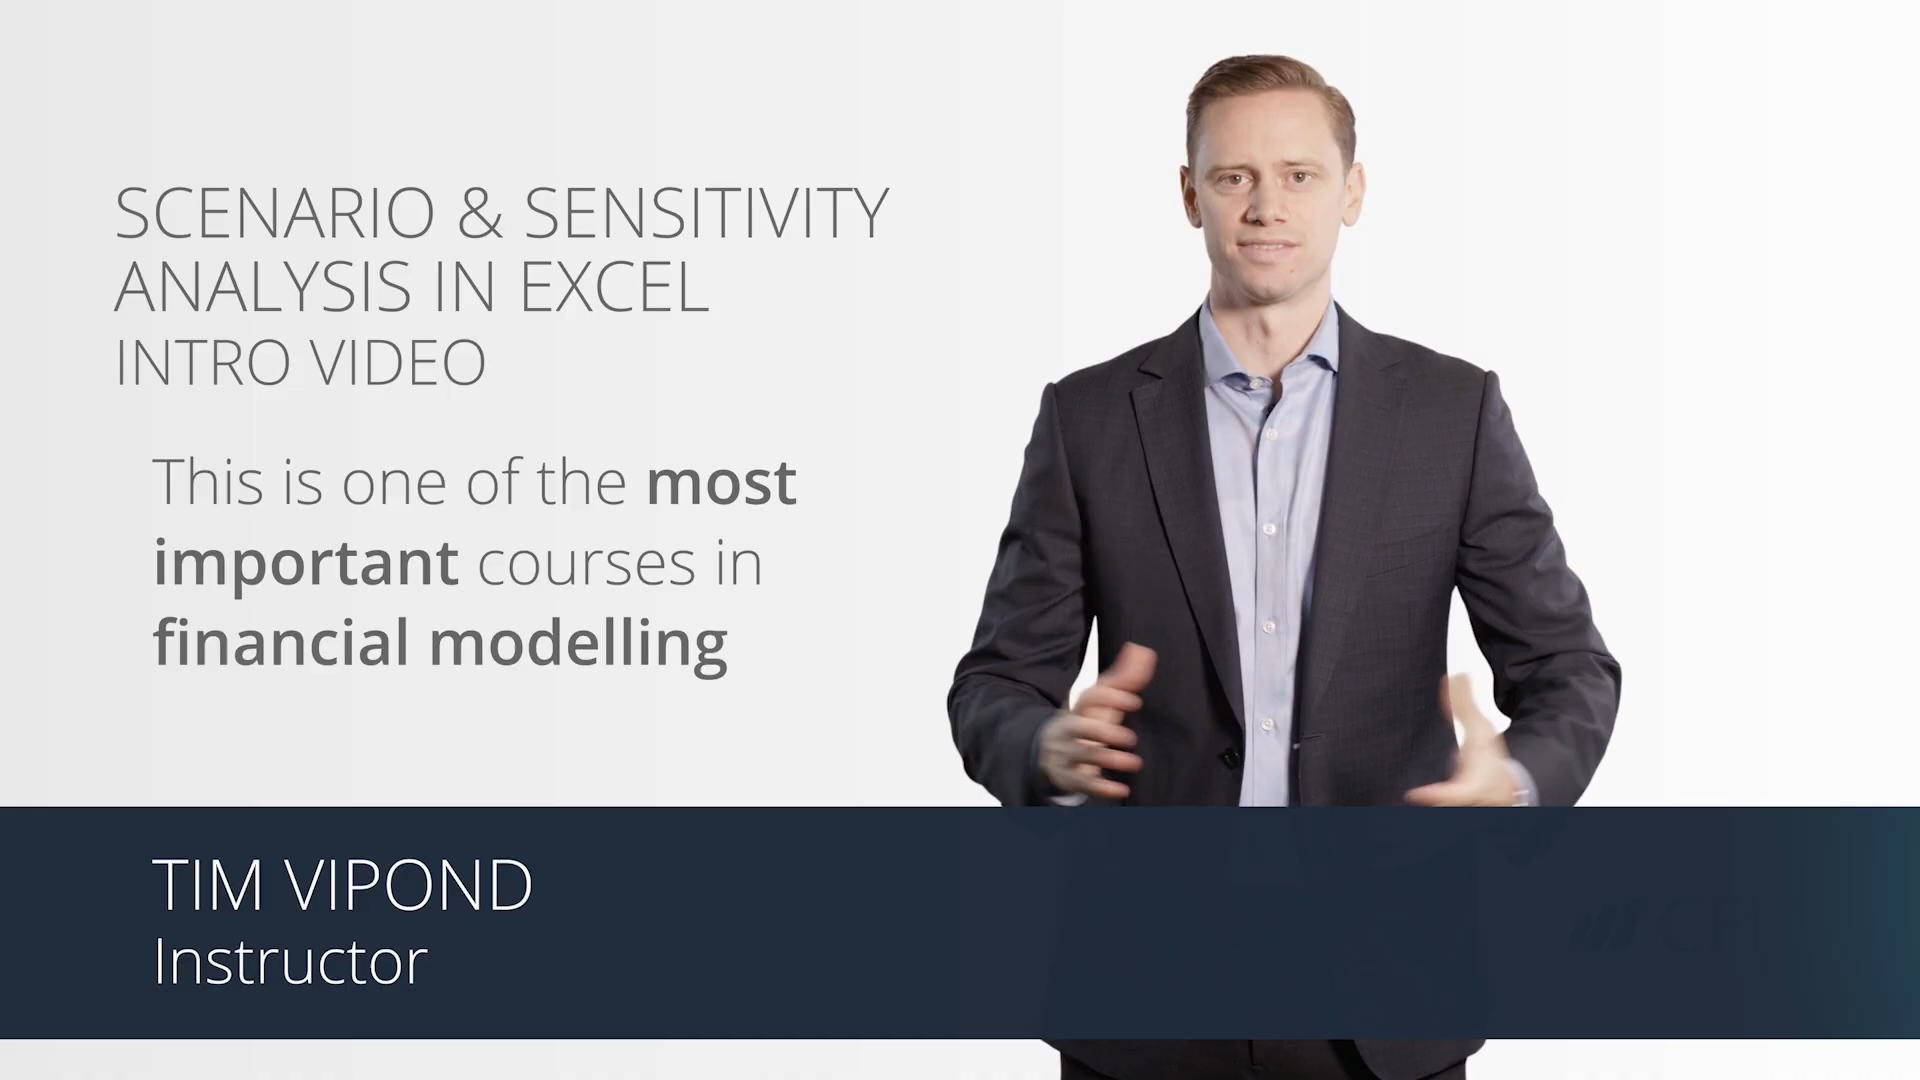 SCENARIO & SENSITIVITY
ANALYSIS IN EXCEL
INTRO VIDEO
This is one of the most
important courses in
financial modelling
TIM VIPOND
Instructor
CFI